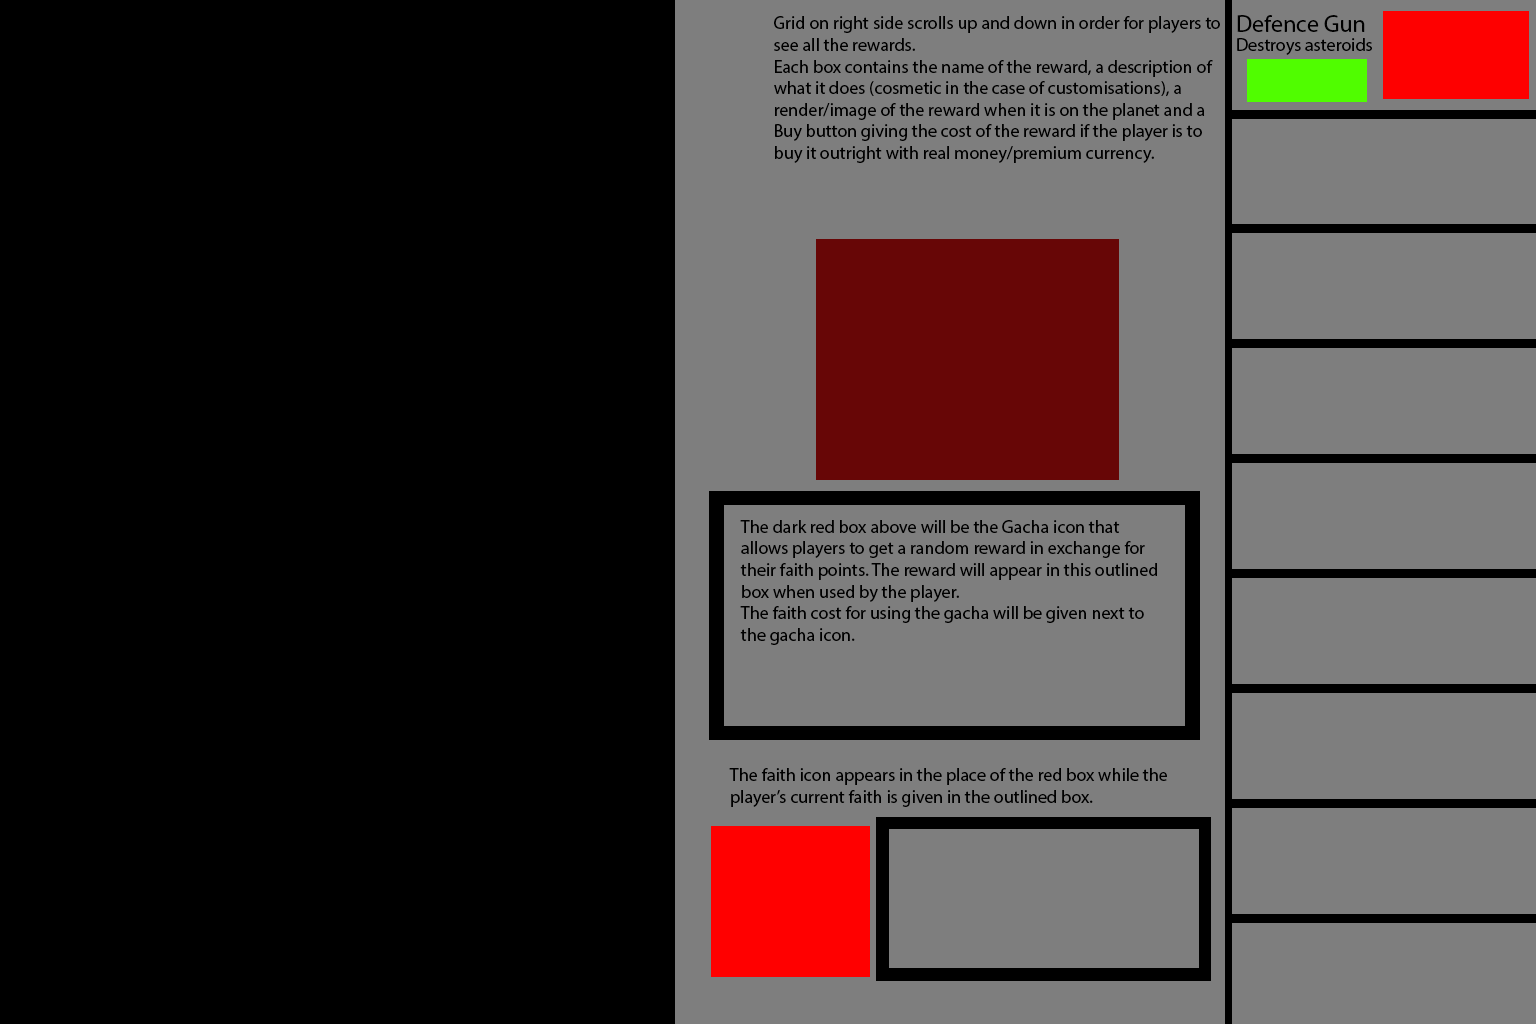 Grid on right side scrolls up and down in order for players to
see all the rewards.
Each box contains the name of the reward, a description of
what it does (cosmetic in the case of customisations), a
render/image of the reward when it is on the planet and a
Buy button giving the cost of the reward if the player is to
buy it outright with real money/premium currency.
Defence Gun
Destroys asteroids
The dark red box above will be the Gacha icon that
allows players to get a random reward in exchange for
their faith points. The reward will appear in this outlined
box when used by the player.
The faith cost for using the gacha will be given next to
the gacha icon.
The faith icon appears in the place of the red box while the
player’s current faith is given in the outlined box.